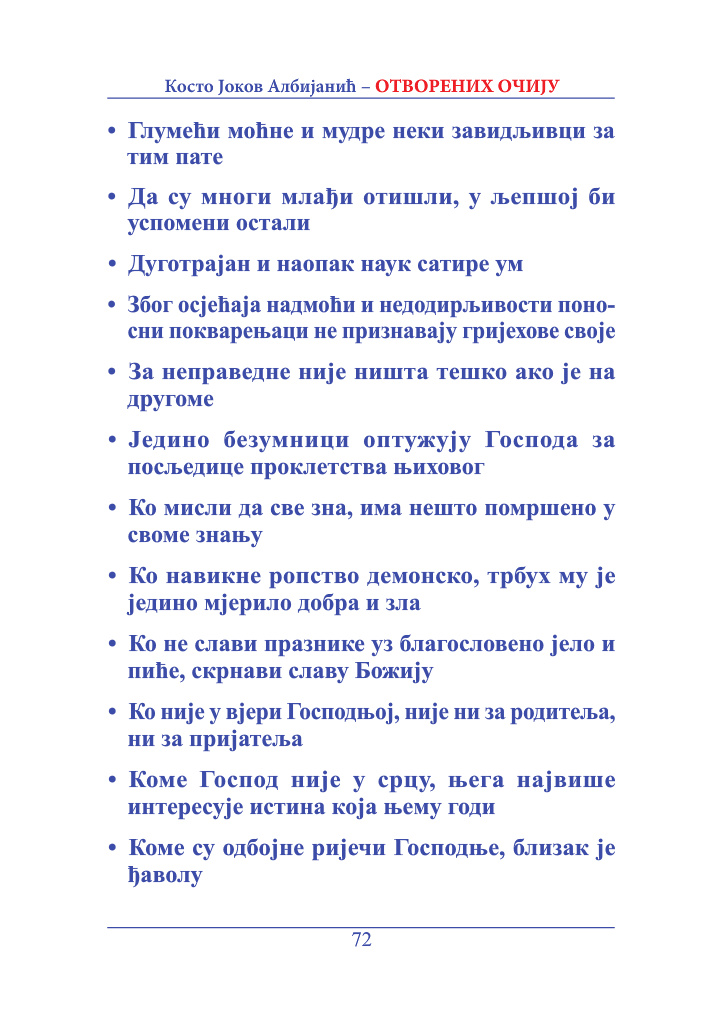 Косто Јоков Албијанић – ОТВОРЕНИХ ОЧИЈУ
• Глумећи моћне и мудре неки завидљивци за
тим пате
• Да су многи млађи отишли, у љепшој би
успомени остали
• Дуготрајан и наопак наук сатире ум
• Због осјећаја надмоћи и недодирљивости поно-
сни покварењаци не признавају гријехове своје
• За неправедне није ништа тешко ако је на
другоме
• Једино безумници оптужују Господа за
посљедице проклетства њиховог
• Ко мисли да све зна, има нешто помршено у
своме знању
• Ко навикне ропство демонско, трбух му је
једино мјерило добра и зла
• Ко не слави празнике уз благословено јело и
пиће, скрнави славу Божију
• Ко није у вјери Господњој, није ни за родитеља,
ни за пријатеља
• Коме Господ није у срцу, њега највише
интересује истина која њему годи
• Коме су одбојне ријечи Господње, близак је
ђаволу
72